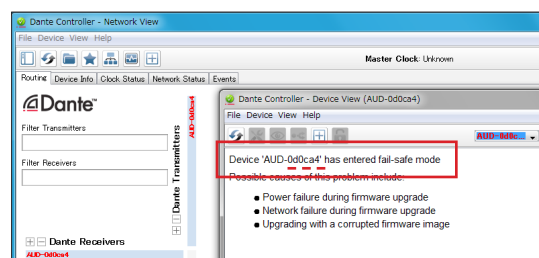 Dante Controller - Network View
File Device View Help
Master Clock: Unknown
Routing Device Info Clock Status Network Status Events
Dante™
Filter Transmitters
Filter Receivers
Dante Transmitters
AUD-0d0ca4
Dante Receivers
AUD-0d0ca4
Dante Controller - Device View (AUD-0d0ca4)
File Device View Help
AUD-0d0c...
Device 'AUD-0d0ca4' has entered fail-safe mode
Possible causes of this problem include:
Power failure during firmware upgrade
Network failure during firmware upgrade
Upgrading with a corrupted firmware image